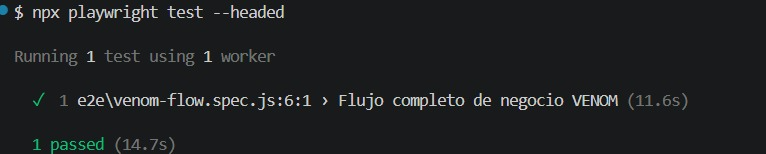 $ npx playwright test --headed
Running 1 test using 1 worker
✓ 1 e2e\venom-flow.spec.js:6:1 › Flujo completo de negocio VENOM (11.6s)
1 passed (14.7s)